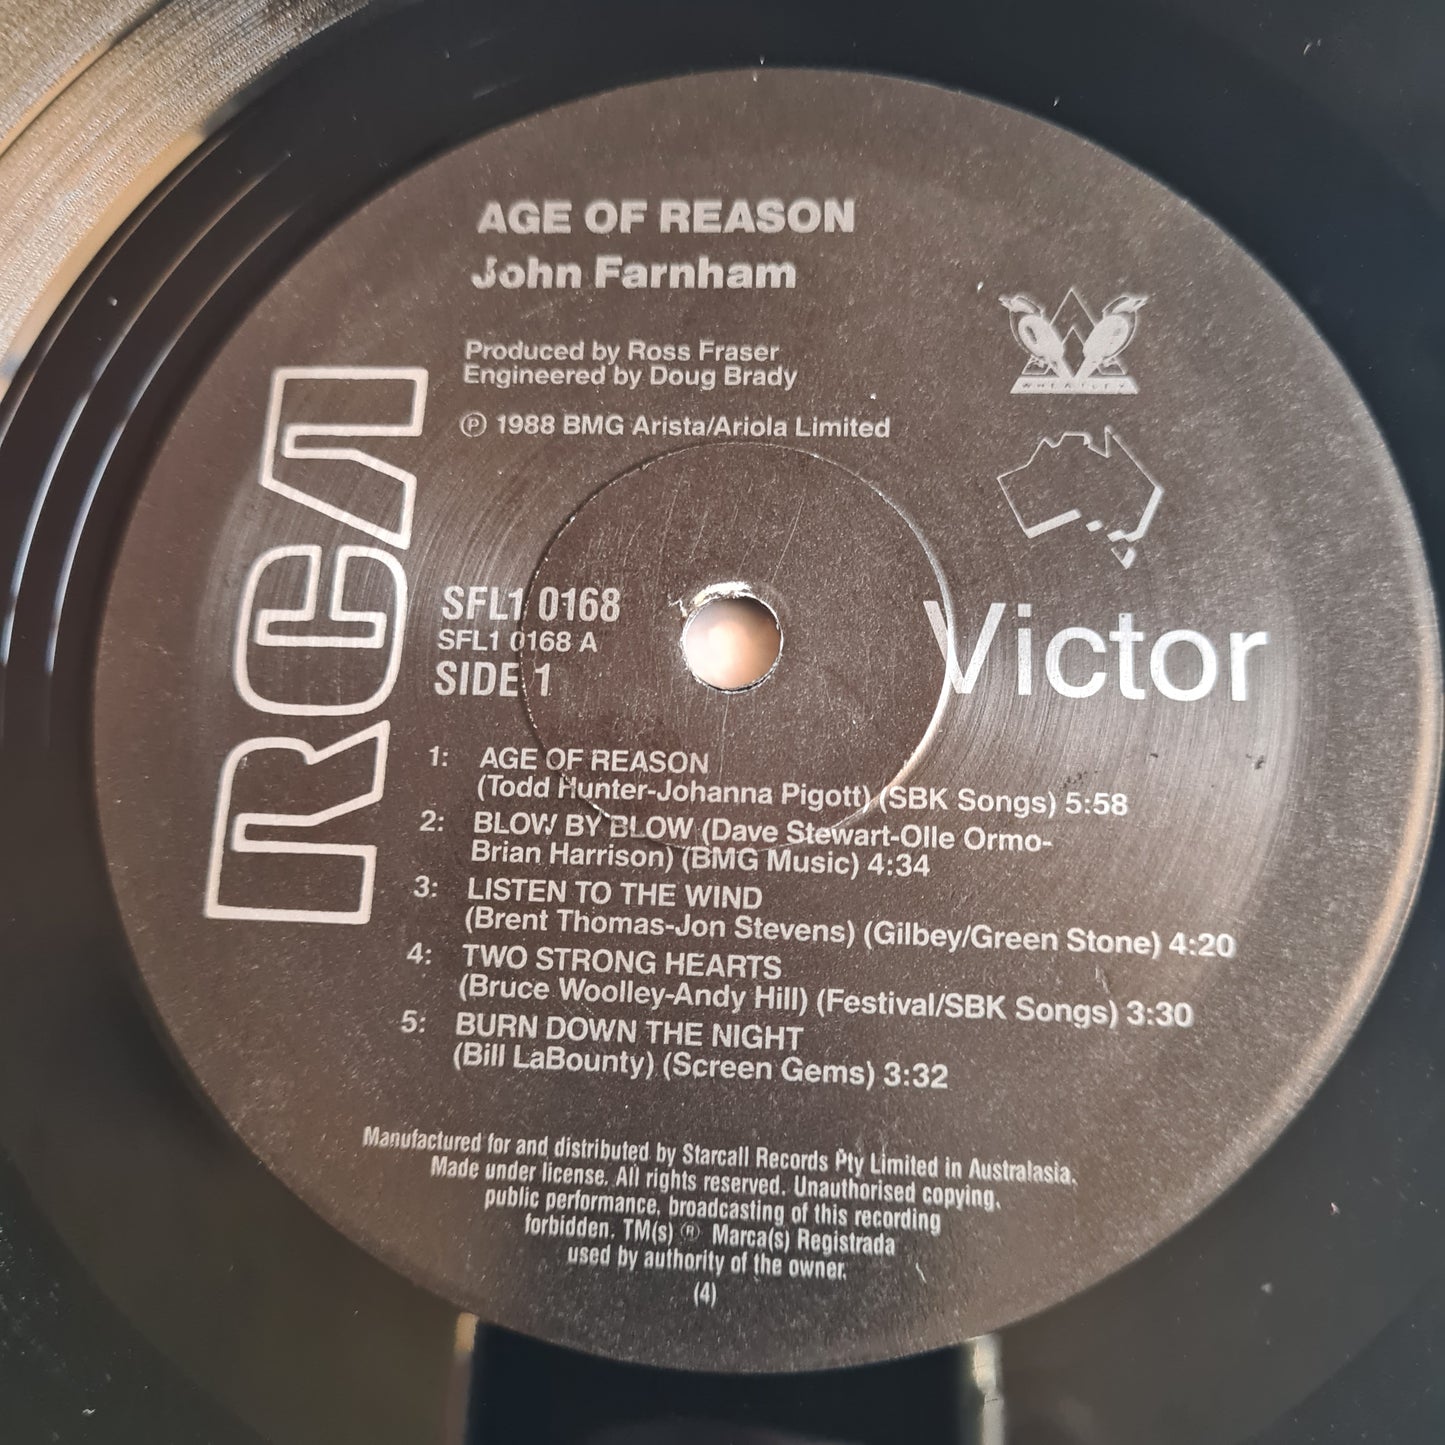 AGE OF REASON
John Farnham
Produced by Ross Fraser
Engineered by Doug Brady
Ⓟ 1988 BMG Arista/Ariola Limited
WHEATLEY
RCA
Victor
SFL1 0168
SFL1 0168 A
SIDE 1
1: AGE OF REASON
(Todd Hunter-Johanna Pigott) (SBK Songs) 5:58
2: BLOW BY BLOW (Dave Stewart-Olle Ormo-
Brian Harrison) (BMG Music) 4:34
3: LISTEN TO THE WIND
(Brent Thomas-Jon Stevens) (Gilbey/Green Stone) 4:20
4: TWO STRONG HEARTS
(Bruce Woolley-Andy Hill) (Festival/SBK Songs) 3:30
5: BURN DOWN THE NIGHT
(Bill LaBounty) (Screen Gems) 3:32
Manufactured for and distributed by Starcall Records Pty Limited in Australasia.
Made under license. All rights reserved. Unauthorised copying,
public performance, broadcasting of this recording
forbidden. TM(s) ® Marca(s) Registrada
used by authority of the owner.
(4)